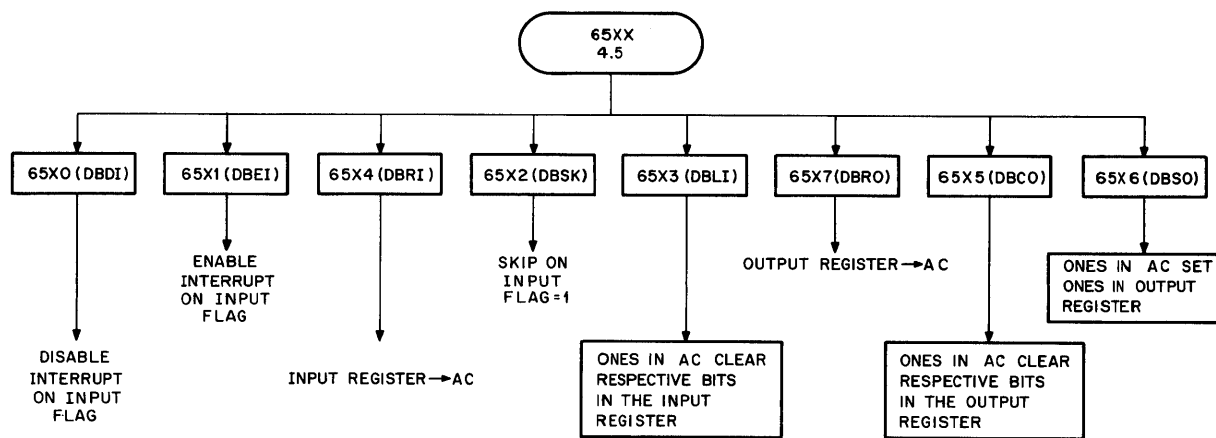 65XX
4.5
65X0(DBDI)
65X1(DBEI)
65X4(DBRI)
65X2(DBSK)
65X3(DBLI)
65X7(DBRO)
65X5(DBCO)
65X6(DBSO)
DISABLE
INTERRUPT
ON INPUT
FLAG
ENABLE
INTERRUPT
ON INPUT
FLAG
INPUT REGISTER→AC
SKIP ON
INPUT
FLAG=1
ONES IN AC CLEAR
RESPECTIVE BITS
IN THE INPUT
REGISTER
OUTPUT REGISTER→AC
ONES IN AC CLEAR
RESPECTIVE BITS
IN THE OUTPUT
REGISTER
ONES IN AC SET
ONES IN OUTPUT
REGISTER